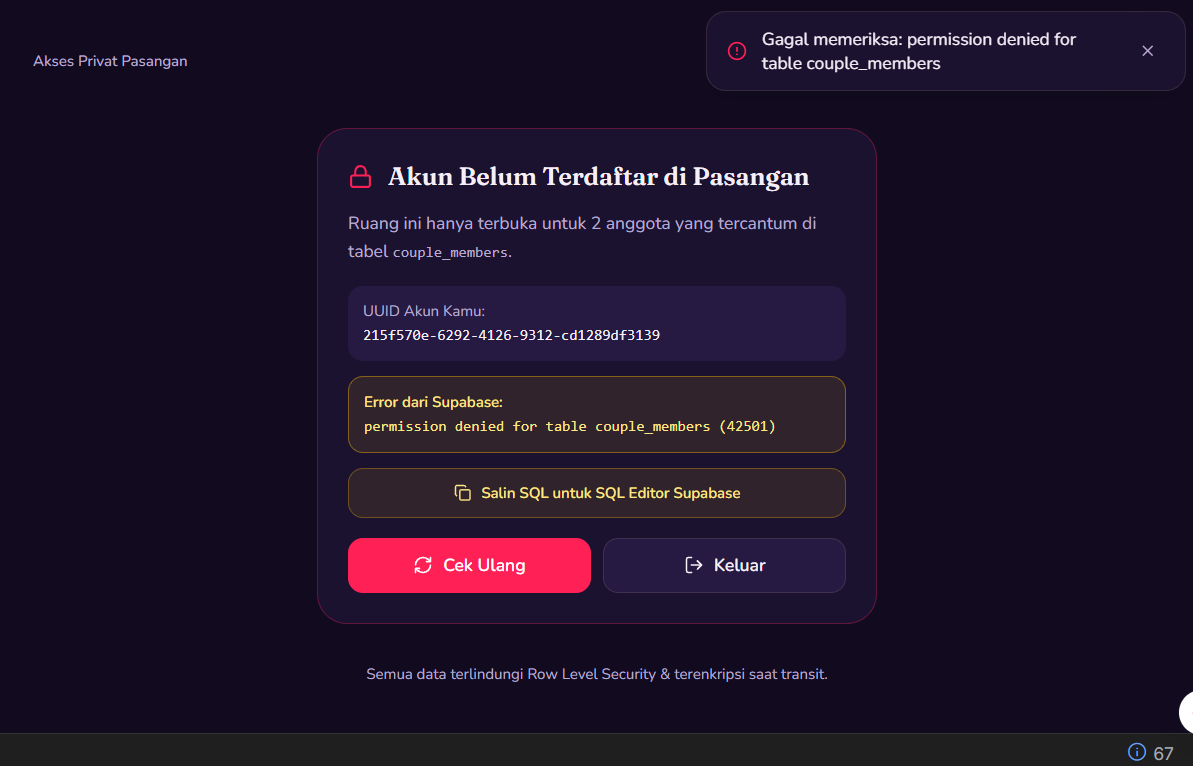 Akses Privat Pasangan
Gagal memeriksa: permission denied for
table couple_members
Akun Belum Terdaftar di Pasangan
Ruang ini hanya terbuka untuk 2 anggota yang tercantum di
tabel couple_members.
UUID Akun Kamu:
215f570e-6292-4126-9312-cd1289df3139
Error dari Supabase:
permission denied for table couple_members (42501)
Salin SQL untuk SQL Editor Supabase
Cek Ulang
Keluar
Semua data terlindungi Row Level Security & terenkripsi saat transit.
67